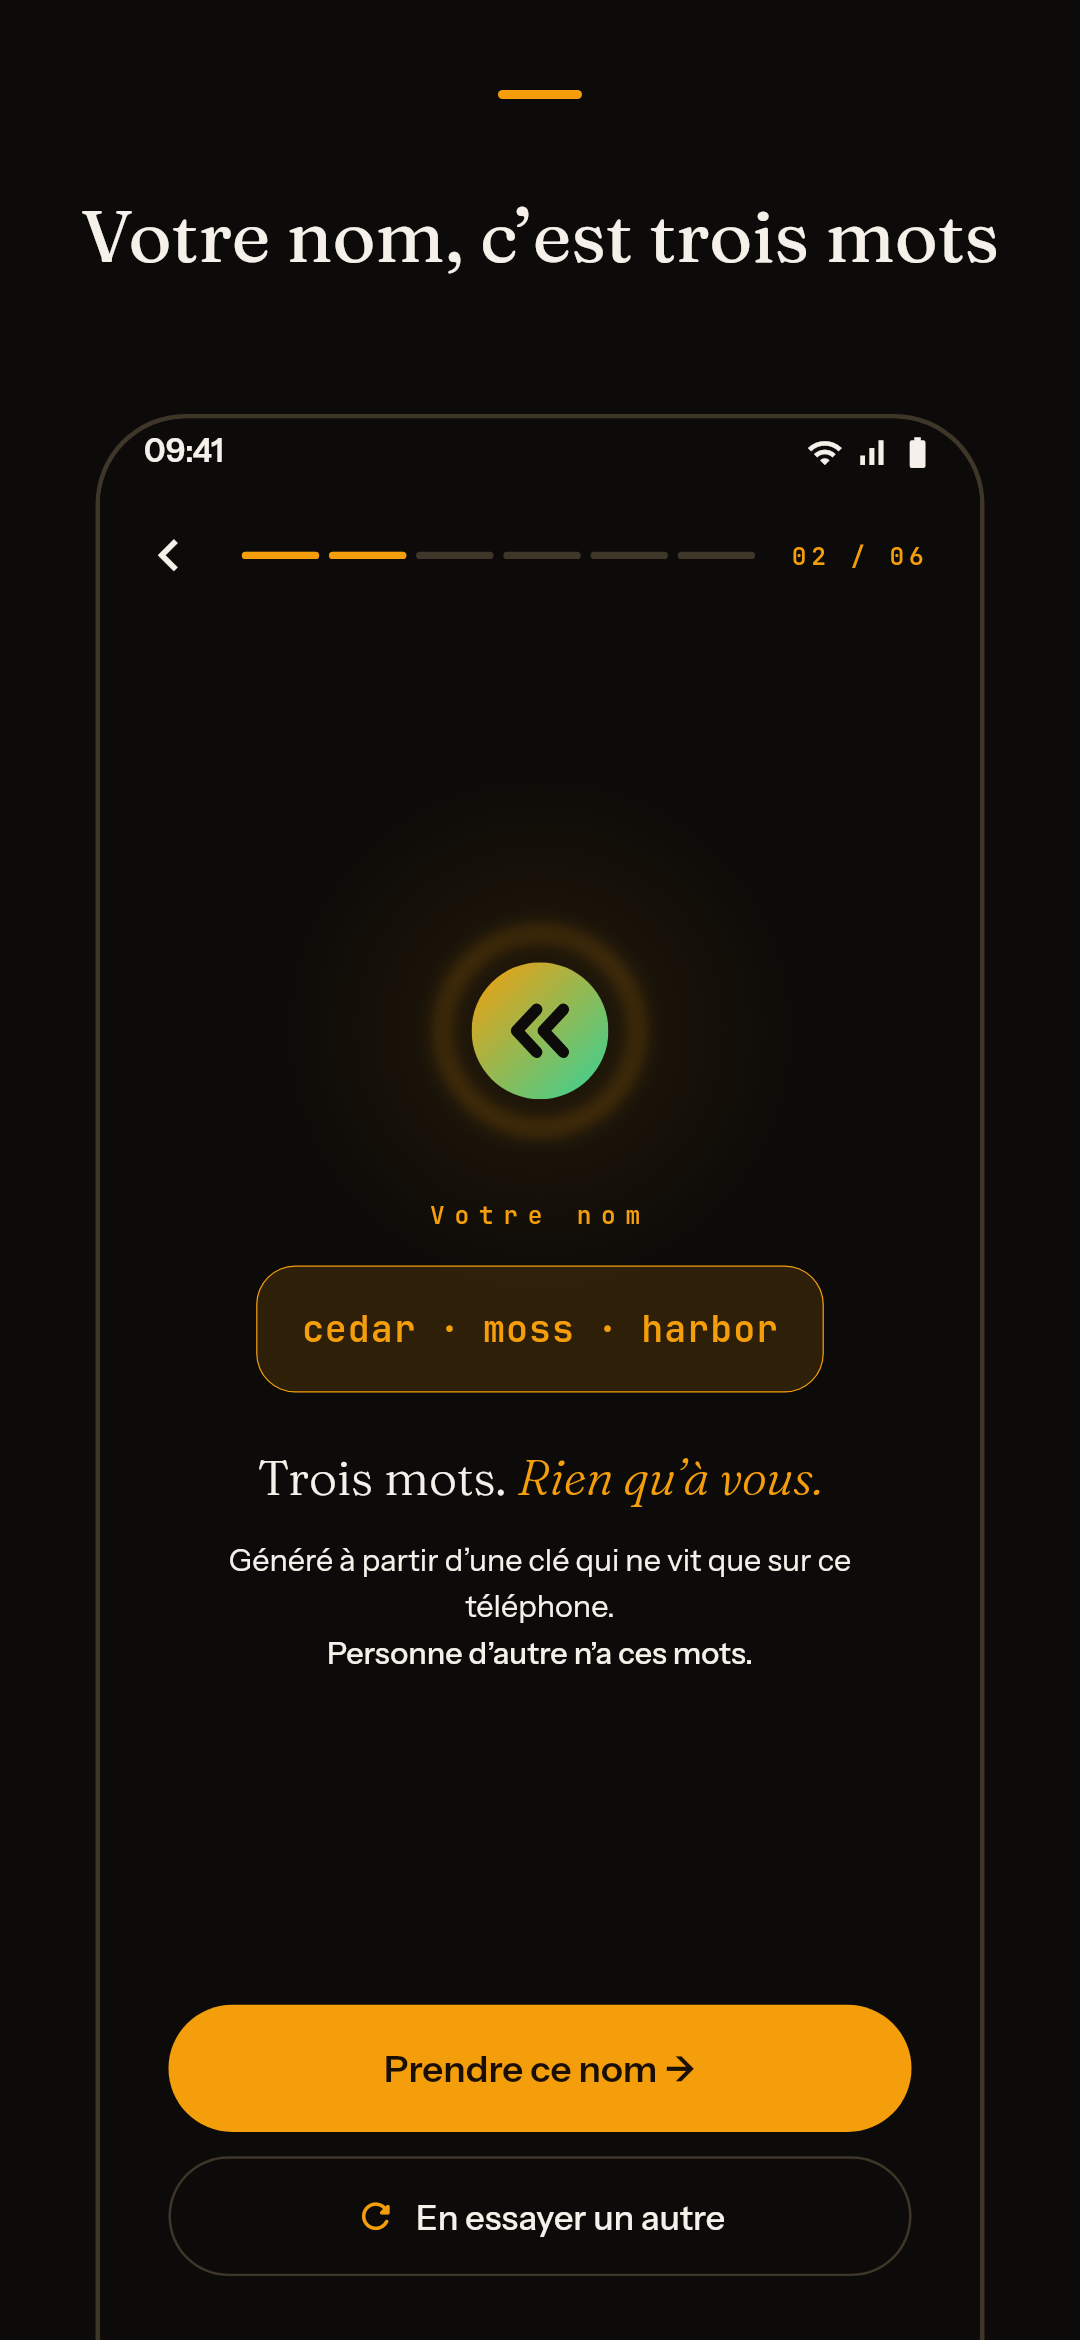 Votre nom, c’est trois mots
09:41
02 / 06
Votre nom
cedar · moss · harbor
Trois mots. Rien qu’à vous.
Généré à partir d’une clé qui ne vit que sur ce
téléphone.
Personne d’autre n’a ces mots.
Prendre ce nom →
En essayer un autre